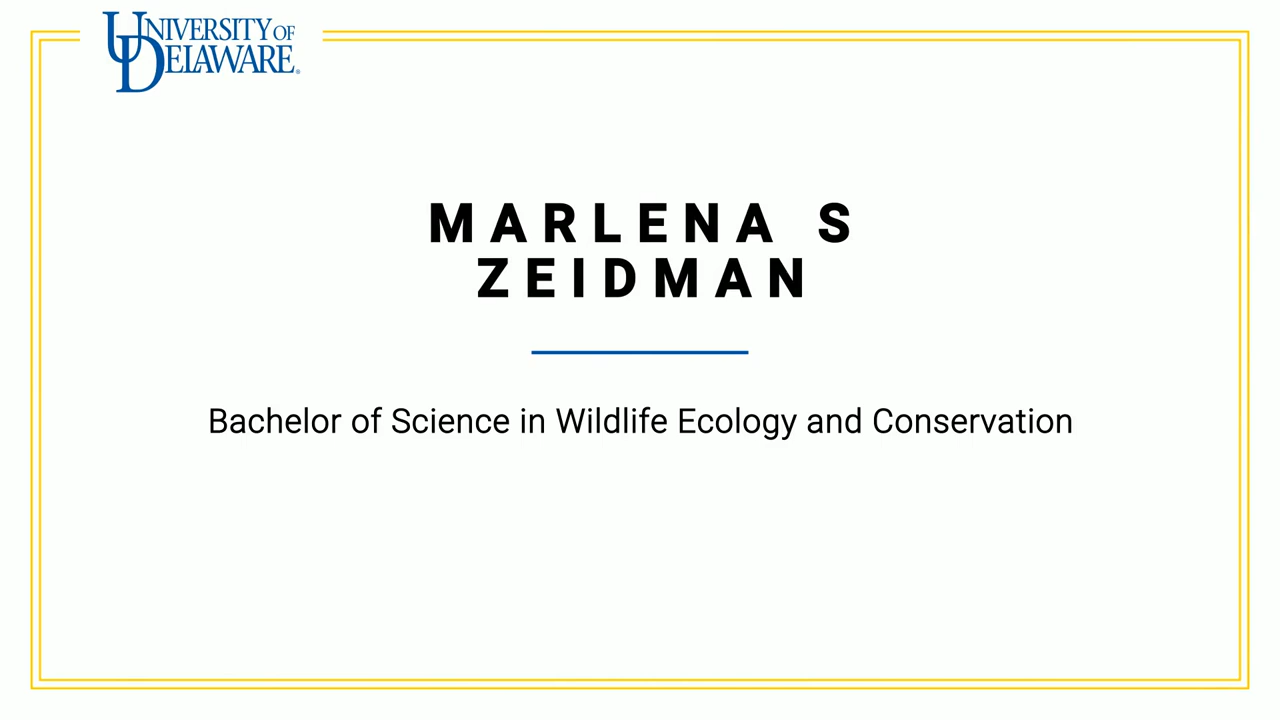 UNIVERSITY OF
DELAWARE
MARLENA S
ZEIDMAN
Bachelor of Science in Wildlife Ecology and Conservation